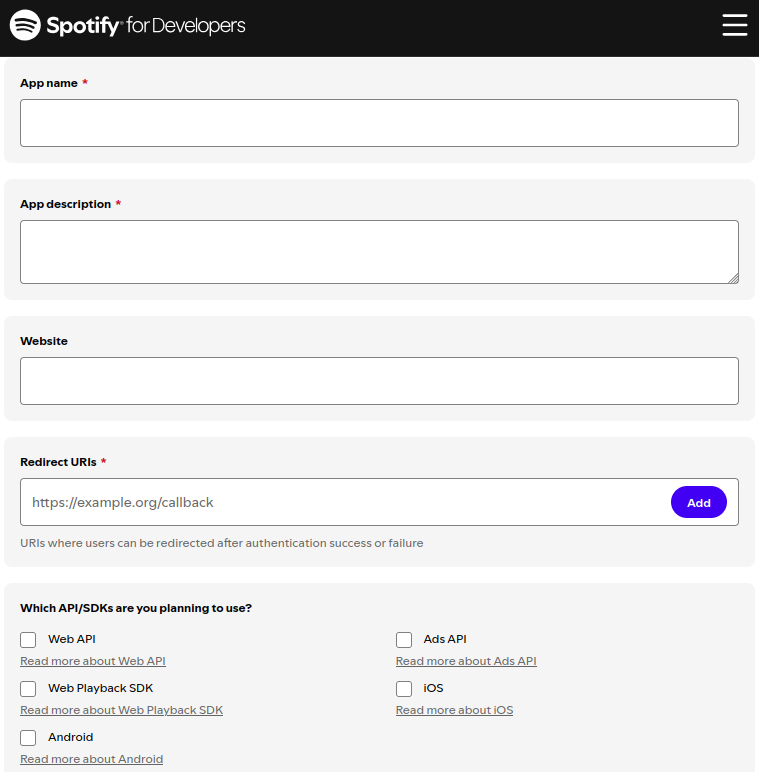 Spotify for Developers
App name *
App description *
Website
Redirect URIs *
https://example.org/callback
Add
URIs where users can be redirected after authentication success or failure
Which API/SDKs are you planning to use?
Web API
Read more about Web API
Ads API
Read more about Ads API
Web Playback SDK
Read more about Web Playback SDK
iOS
Read more about iOS
Android
Read more about Android